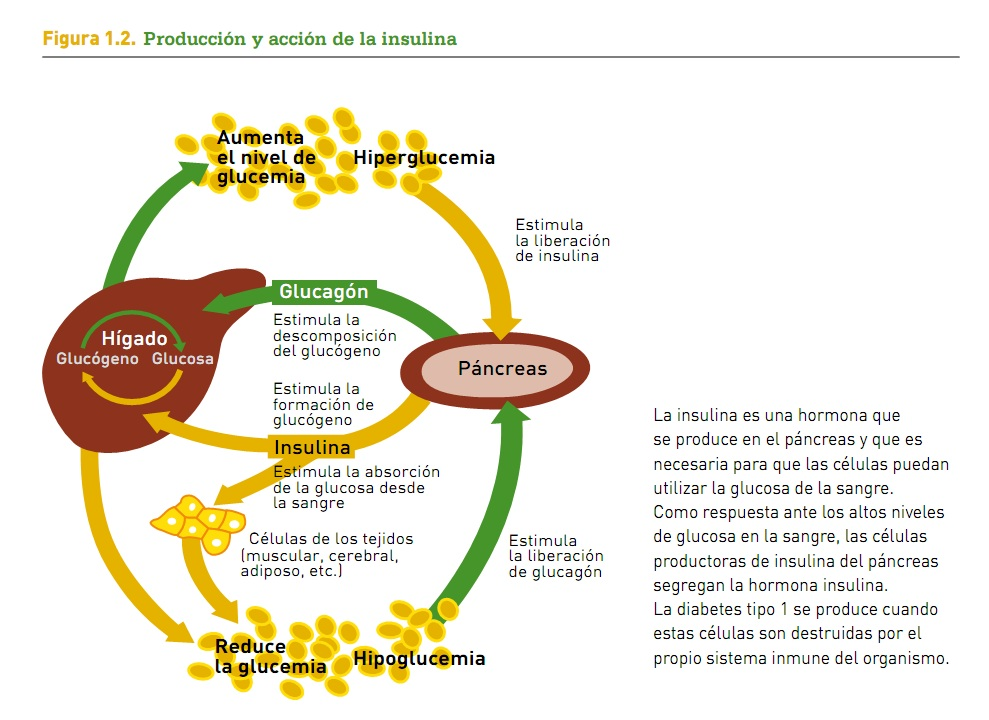 Figura 1.2. Producción y acción de la insulina
Aumenta
el nivel de
glucemia
Hiperglucemia
Estimula
la liberación
de insulina
Glucagón
Estimula la
descomposición
del glucógeno
Hígado
Glucógeno Glucosa
Páncreas
Estimula la
formación de
glucógeno
Insulina
Estimula la absorción
de la glucosa desde
la sangre
Células de los tejidos
(muscular, cerebral,
adiposo, etc.)
Estimula
la liberación
de glucagón
Reduce
la glucemia
Hipoglucemia
La insulina es una hormona que
se produce en el páncreas y que es
necesaria para que las células puedan
utilizar la glucosa de la sangre.
Como respuesta ante los altos niveles
de glucosa en la sangre, las células
productoras de insulina del páncreas
segregan la hormona insulina.
La diabetes tipo 1 se produce cuando
estas células son destruidas por el
propio sistema inmune del organismo.